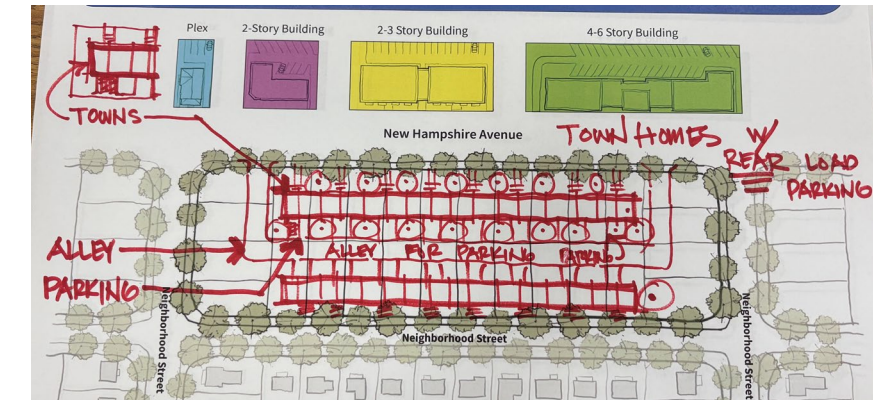 Plex
2-Story Building
2-3 Story Building
4-6 Story Building
TOWNS
New Hampshire Avenue
TOWN HOMES W/
REAR LOAD
PARKING
ALLEY
PARKING
ALLEY FOR PARKING PARKING
Neighborhood Street
Neighborhood Street
Neighborhood Street